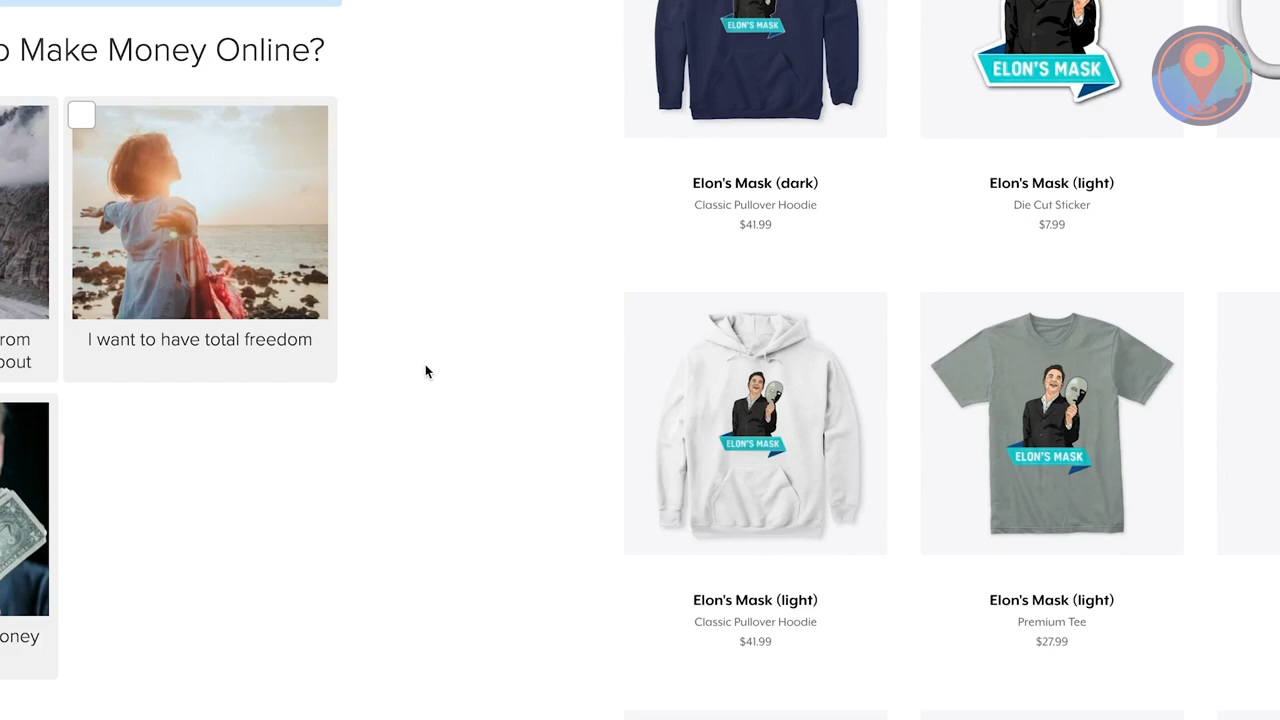 o Make Money Online?
rom
bout
I want to have total freedom
oney
ELON'S MASK
ELON'S MASK
Elon's Mask (dark)
Classic Pullover Hoodie
$41.99
Elon's Mask (light)
Die Cut Sticker
$7.99
ELON'S MASK
ELON'S MASK
Elon's Mask (light)
Classic Pullover Hoodie
$41.99
Elon's Mask (light)
Premium Tee
$27.99